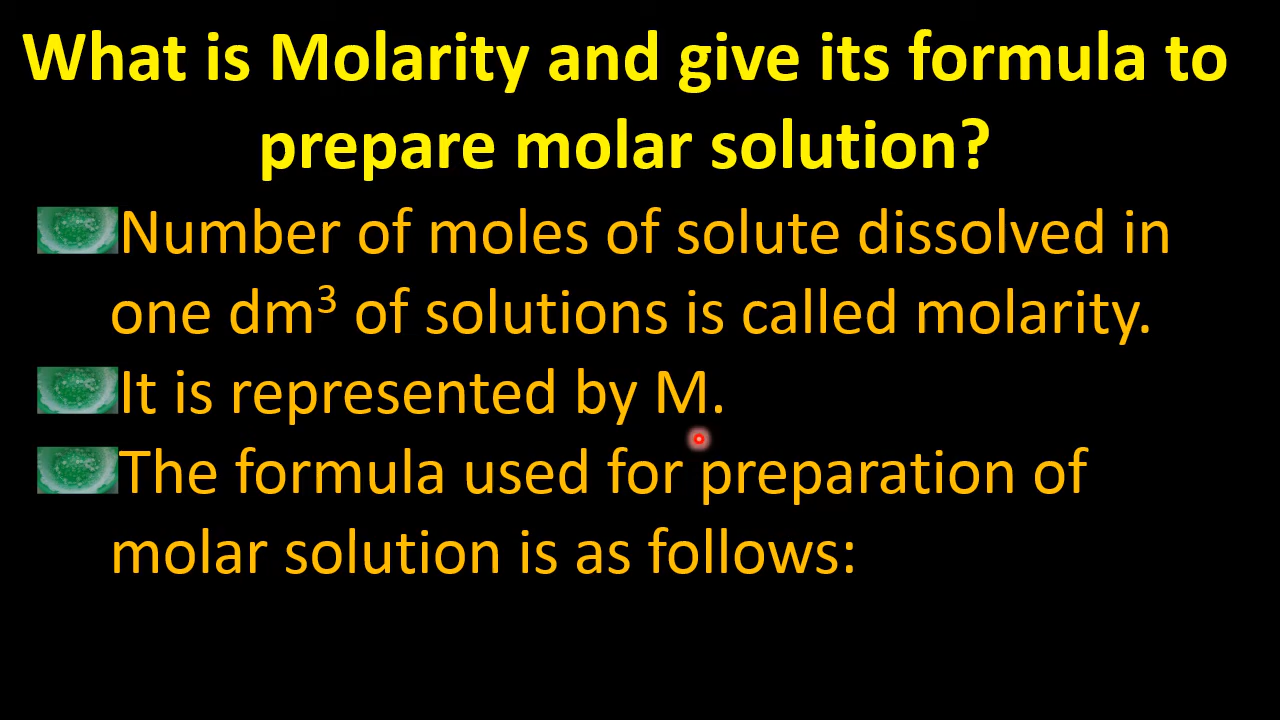 What is Molarity and give its formula to
prepare molar solution?
Number of moles of solute dissolved in
one dm³ of solutions is called molarity.
It is represented by M.
The formula used for preparation of
molar solution is as follows: